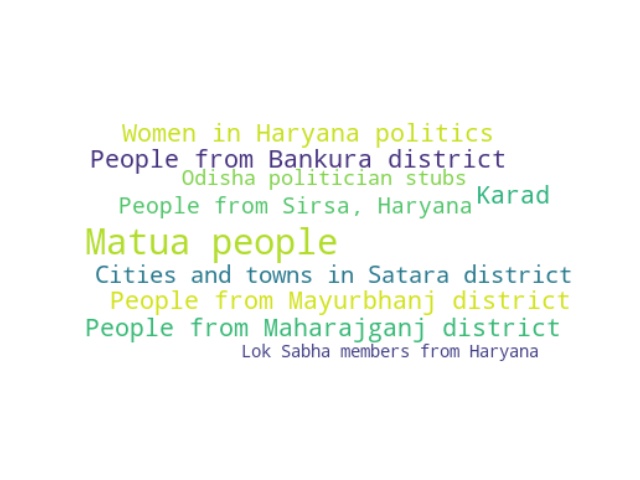 Women in Haryana politics
People from Bankura district
Odisha politician stubs
Karad
People from Sirsa, Haryana
Matua people
Cities and towns in Satara district
People from Mayurbhanj district
People from Maharajganj district
Lok Sabha members from Haryana